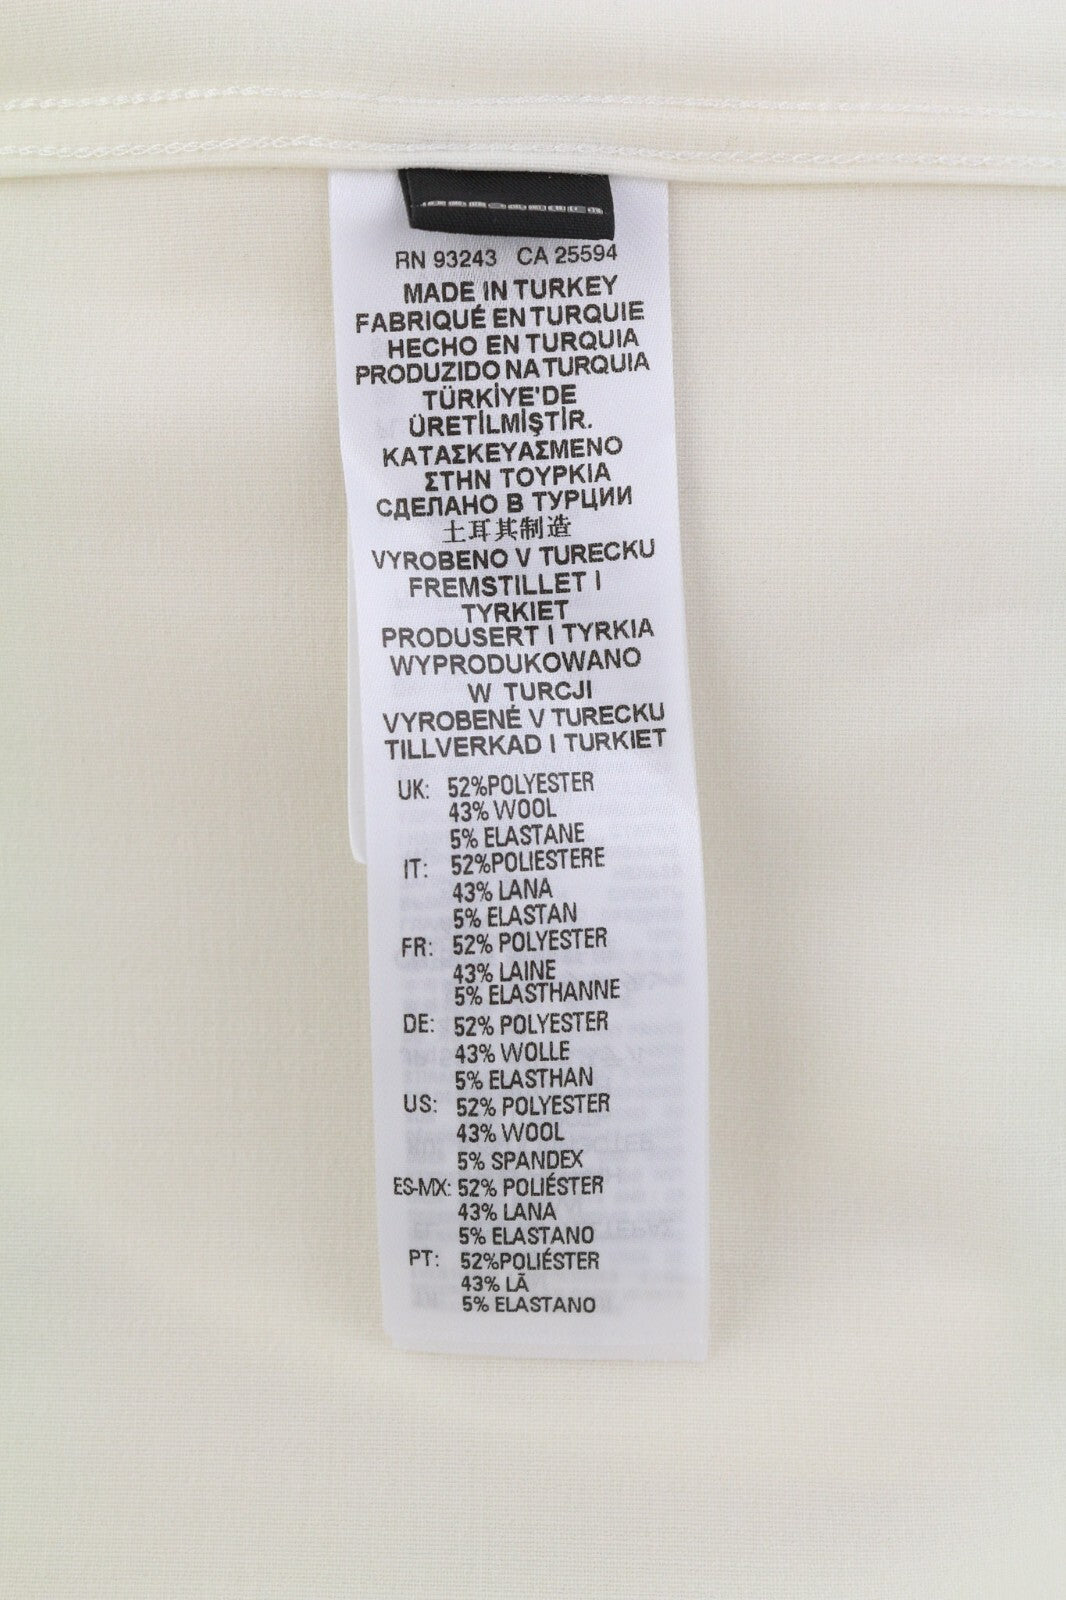 RN 93243 CA 25594
MADE IN TURKEY
FABRIQUÉ EN TURQUIE
HECHO EN TURQUIA
PRODUZIDO NA TURQUIA
TÜRKİYE'DE
ÜRETİLMİŞTİR.
ΚΑΤΑΣΚΕΥΑΣΜΕΝΟ
ΣΤΗΝ ΤΟΥΡΚΙΑ
СДЕЛАНО В ТУРЦИИ
土耳其制造
VYROBENO V TURECKU
FREMSTILLET I
TYRKIET
PRODUSERT I TYRKIA
WYPRODUKOWANO
W TURCJI
VYROBENÉ V TURECKU
TILLVERKAD I TURKIET
UK: 52%POLYESTER
43% WOOL
5% ELASTANE
IT: 52%POLIESTERE
43% LANA
5% ELASTAN
FR: 52% POLYESTER
43% LAINE
5% ELASTHANNE
DE: 52% POLYESTER
43% WOLLE
5% ELASTHAN
US: 52% POLYESTER
43% WOOL
5% SPANDEX
ES-MX: 52% POLIÉSTER
43% LANA
5% ELASTANO
PT: 52%POLIÉSTER
43% LÃ
5% ELASTANO